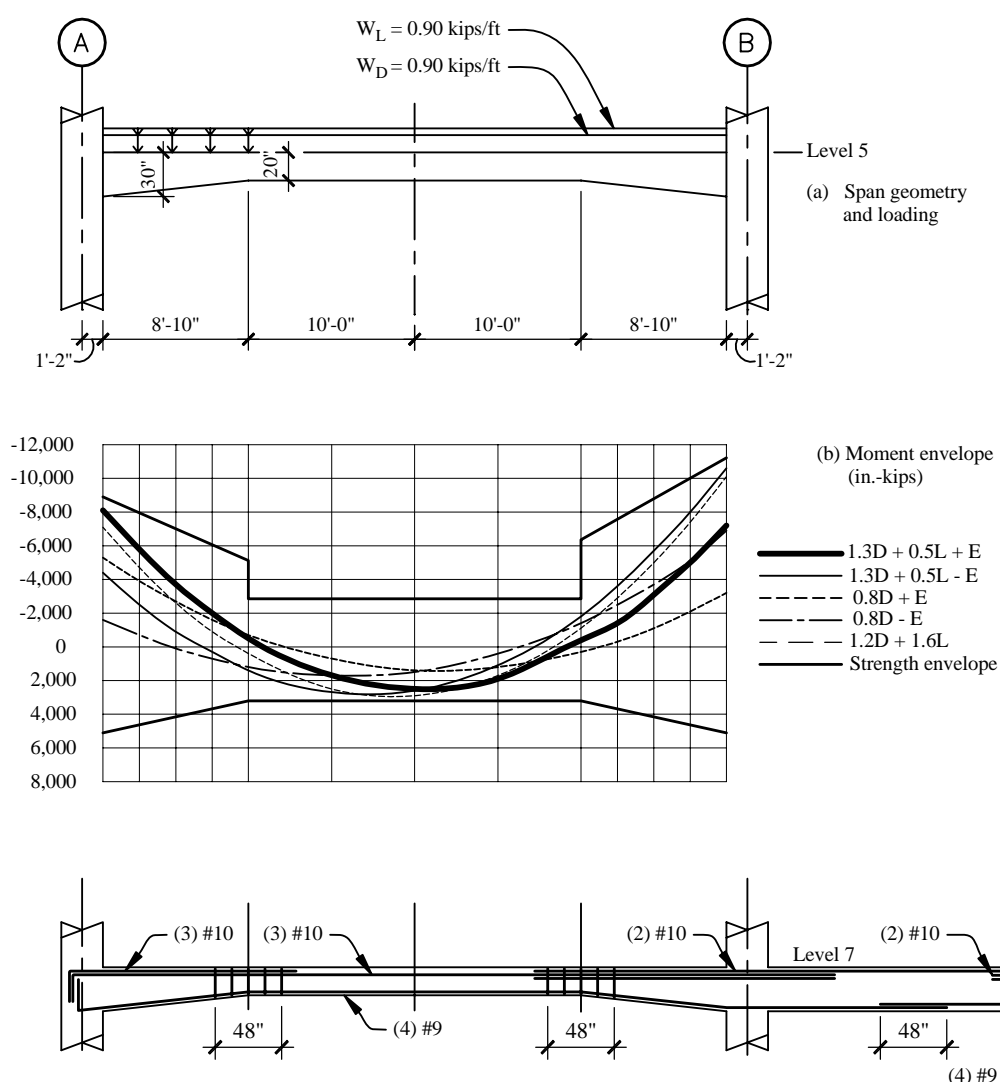 W_L = 0.90 kips/ft
W_D = 0.90 kips/ft
A
B
30"
20"
Level 5
(a) Span geometry
and loading
8'-10"
10'-0"
10'-0"
8'-10"
1'-2"
1'-2"
-12,000
-10,000
-8,000
-6,000
-4,000
-2,000
0
2,000
4,000
6,000
8,000
(b) Moment envelope
(in.-kips)
1.3D + 0.5L + E
1.3D + 0.5L - E
0.8D + E
0.8D - E
1.2D + 1.6L
Strength envelope
(3) #10
(3) #10
(2) #10
Level 7
(2) #10
(4) #9
48"
48"
48"
(4) #9